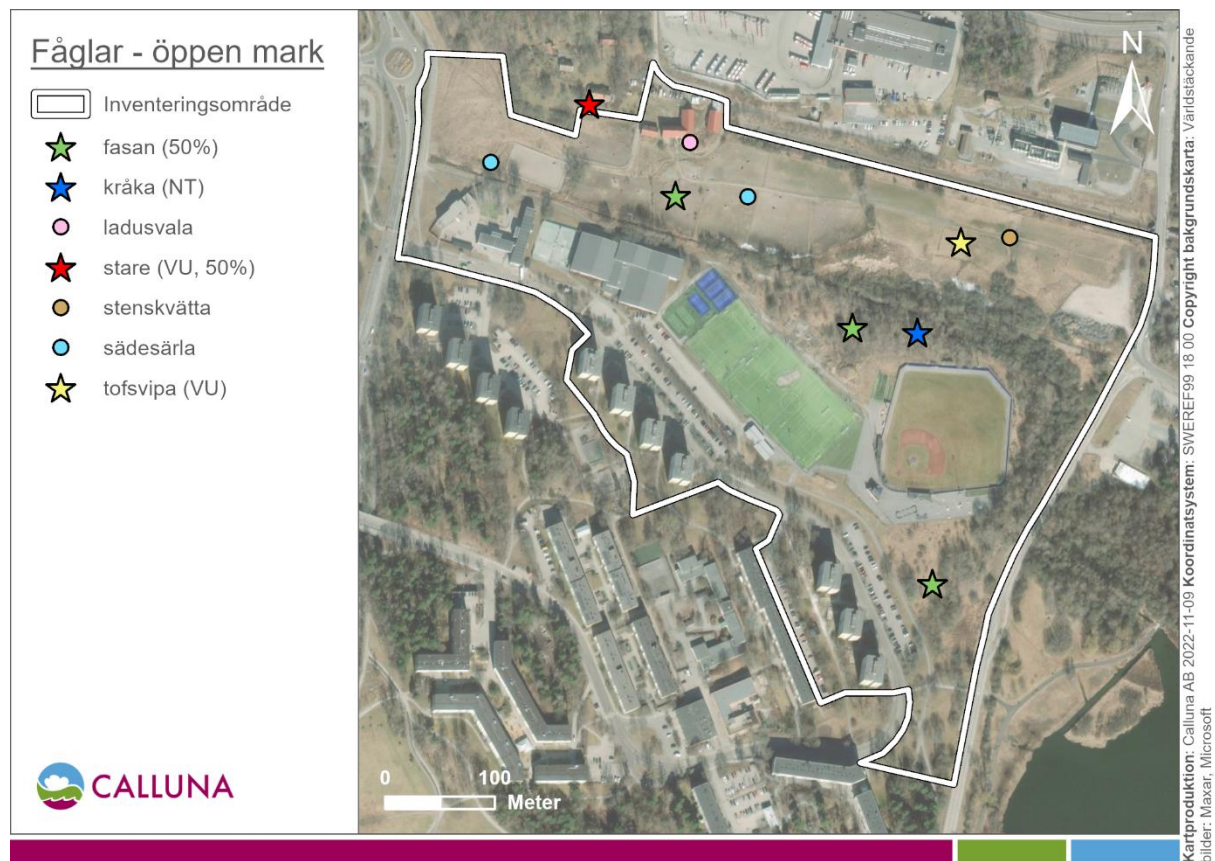 Fåglar - öppen mark
Inventeringsområde
fasan (50%)
kråka (NT)
ladusvala
stare (VU, 50%)
stenskvätta
sädesärla
tofsvipa (VU)
CALLUNA
N
0 100
Meter
Kartproduktion: Calluna AB 2022-11-09 Koordinatsystem: SWEREF99 18 00 Copyright bakgrundskarta: Världstäckande
bilder: Maxar, Microsoft